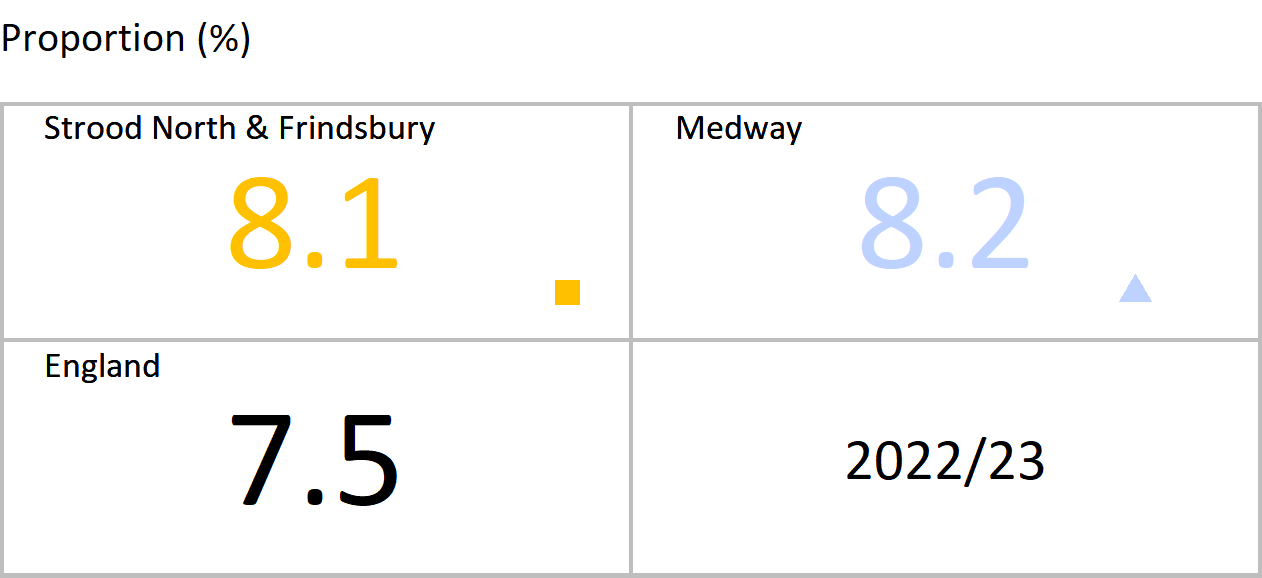 Proportion (%)
Strood North & Frindsbury
8.1
Medway
8.2
England
7.5
2022/23